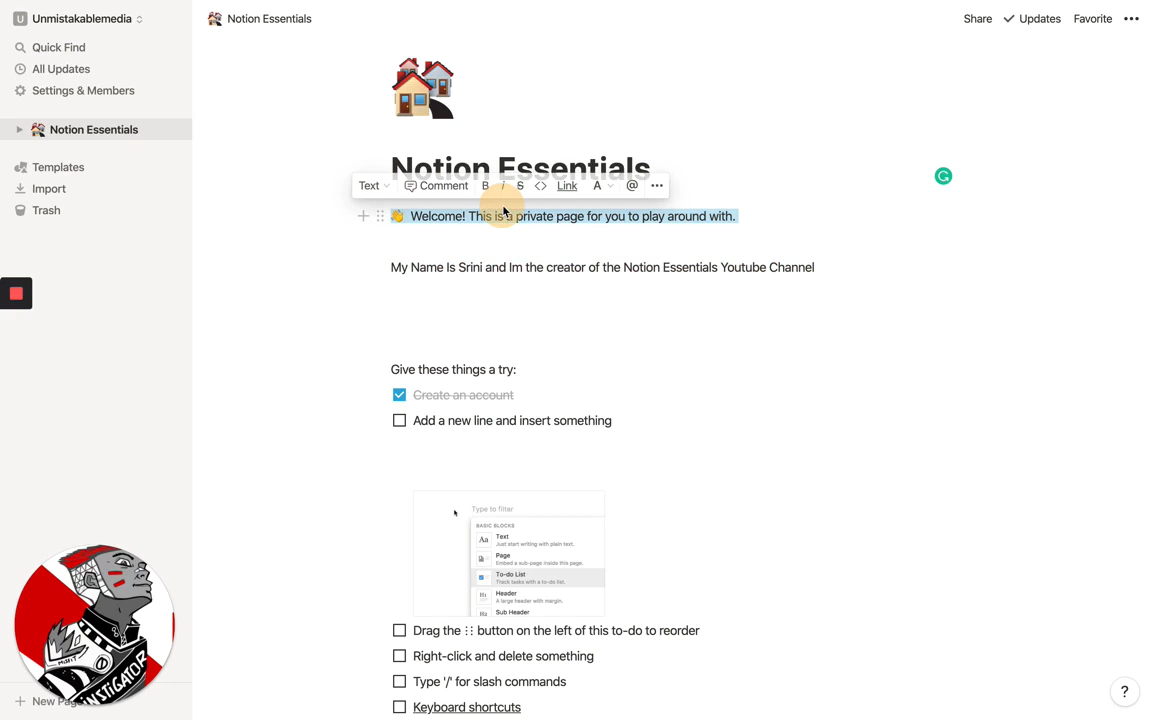 U Unmistakablemedia
Notion Essentials
Share Updates Favorite •••
Quick Find
All Updates
Settings & Members
Notion Essentials
Templates
Import
Trash
Notion Essentials
Text Comment B i S <> Link A @ •••
👋 Welcome! This is a private page for you to play around with.
My Name Is Srini and Im the creator of the Notion Essentials Youtube Channel
Give these things a try:
Create an account
Add a new line and insert something
Type to filter
BASIC BLOCKS
Aa Text
Just start writing with plain text.
Page
Embed a sub-page inside this page.
To-do List
Track tasks with a to-do list.
H1 Header
A large header with margin.
H2 Sub Header
Drag the ⋮⋮ button on the left of this to-do to reorder
Right-click and delete something
Type '/' for slash commands
Keyboard shortcuts
MISFIT
INSTIGATOR
+ New Page
?